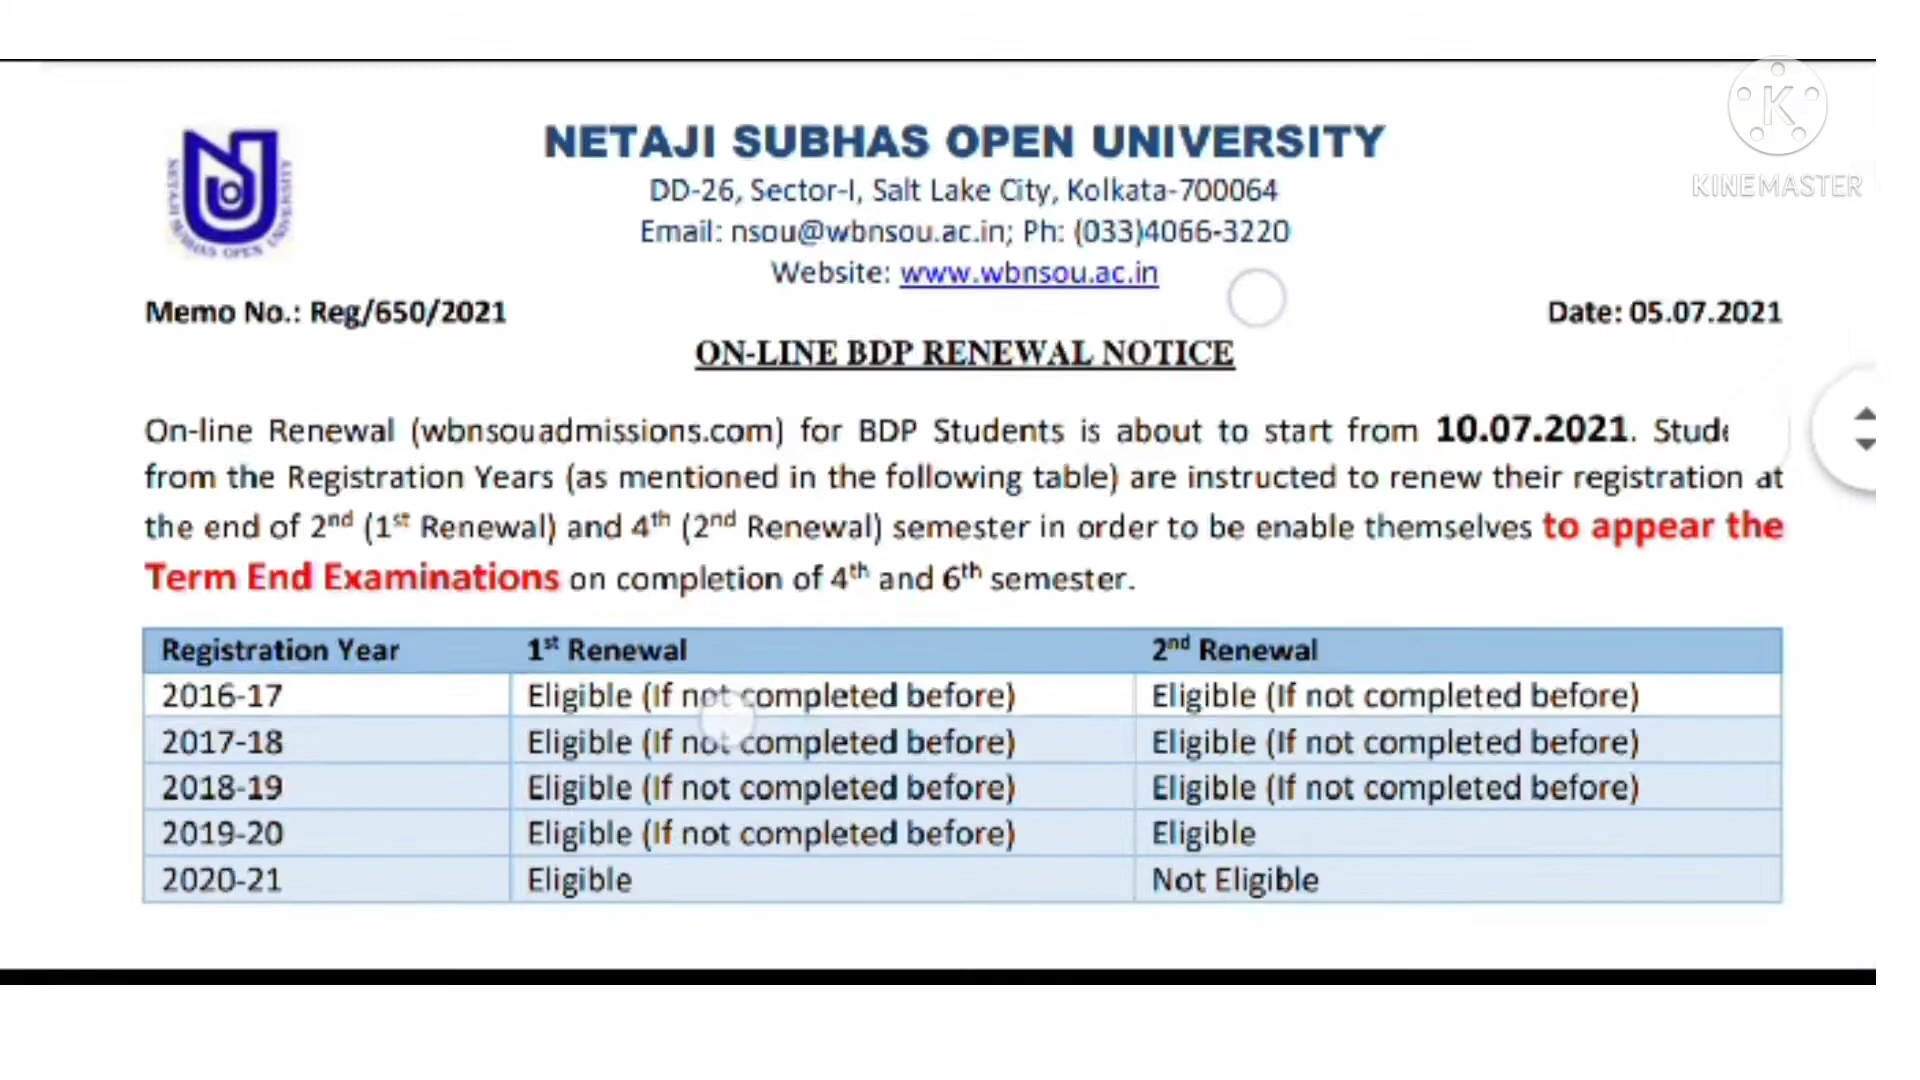 KINEMASTER
NETAJI SUBHAS OPEN UNIVERSITY
DD-26, Sector-I, Salt Lake City, Kolkata-700064
Email: nsou@wbnsou.ac.in; Ph: (033)4066-3220
Website: www.wbnsou.ac.in
NETAJI SUBHAS OPEN UNIVERSITY
Memo No.: Reg/650/2021 Date: 05.07.2021
ON-LINE BDP RENEWAL NOTICE
On-line Renewal (wbnsouadmissions.com) for BDP Students is about to start from 10.07.2021.
from the Registration Years (as mentioned in the following table) are instructed to renew their registration at
the end of 2nd (1st Renewal) and 4th (2nd Renewal) semester in order to be enable themselves to appear the
Term End Examinations on completion of 4th and 6th semester.
Registration Year 1st Renewal 2nd Renewal
2016-17 Eligible (If not completed before) Eligible (If not completed before)
2017-18 Eligible (If not completed before) Eligible (If not completed before)
2018-19 Eligible (If not completed before) Eligible (If not completed before)
2019-20 Eligible (If not completed before) Eligible
2020-21 Eligible Not Eligible